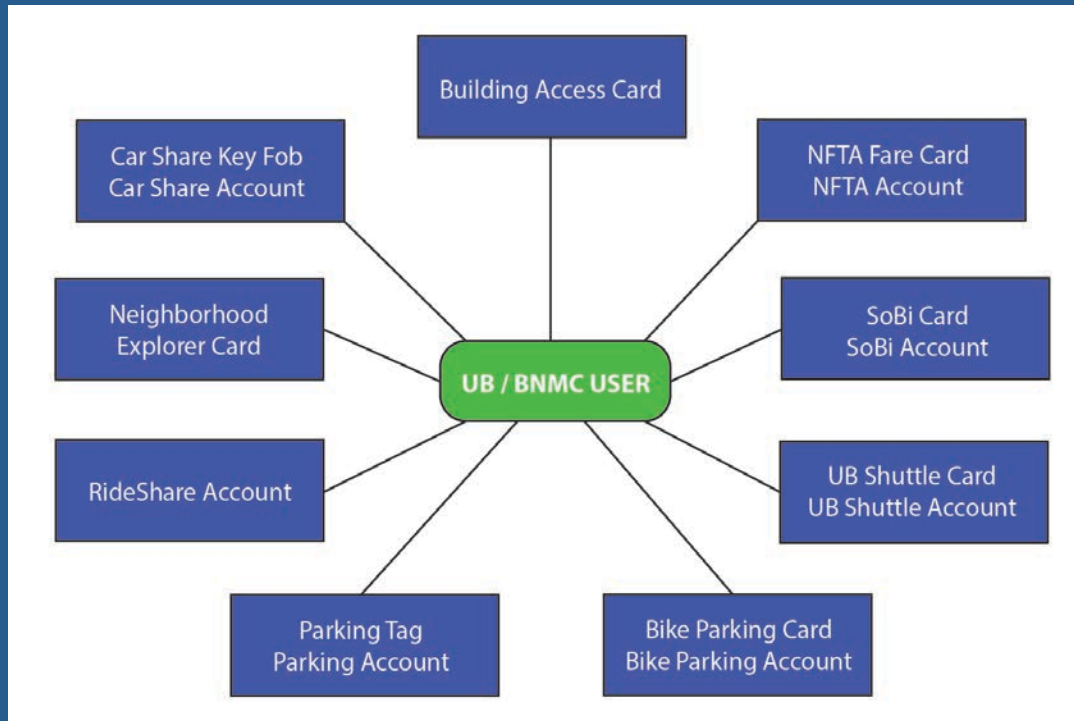 Building Access Card
Car Share Key Fob
Car Share Account
NFTA Fare Card
NFTA Account
Neighborhood
Explorer Card
SoBi Card
SoBi Account
UB / BNMC USER
RideShare Account
UB Shuttle Card
UB Shuttle Account
Parking Tag
Parking Account
Bike Parking Card
Bike Parking Account